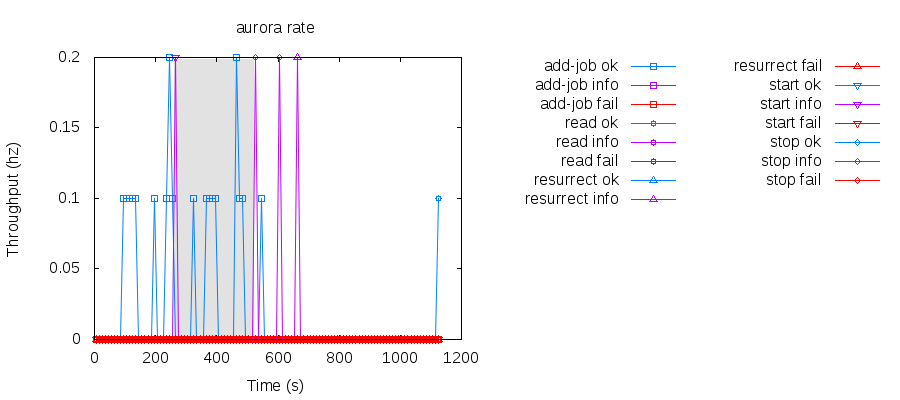 aurora rate
0.2
0.15
0.1
0.05
0
0 200 400 600 800 1000 1200
Throughput (hz)
Time (s)
add-job ok
add-job info
add-job fail
read ok
read info
read fail
resurrect ok
resurrect info
resurrect fail
start ok
start info
start fail
stop ok
stop info
stop fail